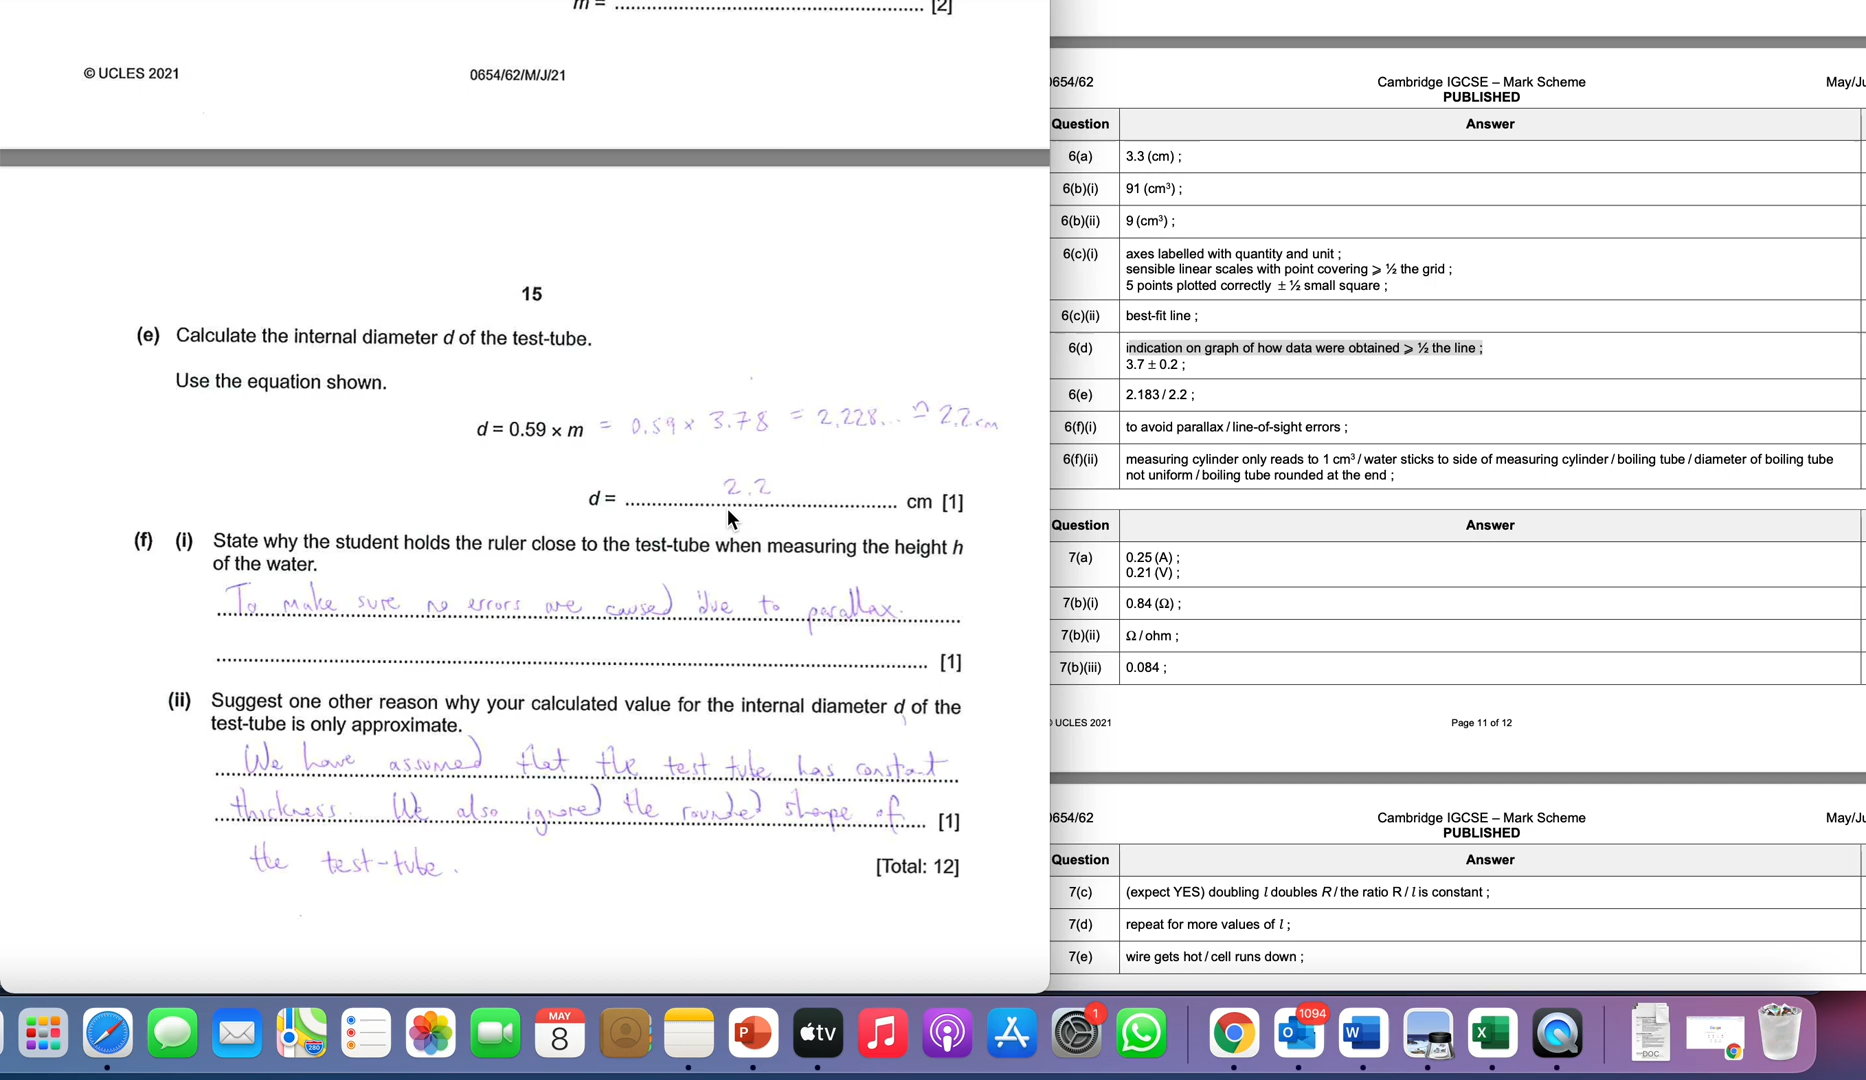 m = ........ [2]
© UCLES 2021
0654/62/M/J/21
15
(e) Calculate the internal diameter d of the test-tube.
Use the equation shown.
d = 0.59 × m = 0.59 × 3.78 = 2.228... ≏ 2.2 cm
d = ........ 2.2 ........ cm [1]
(f) (i) State why the student holds the ruler close to the test-tube when measuring the height h
of the water.
To make sure no errors are caused due to parallax.
[1]
(ii) Suggest one other reason why your calculated value for the internal diameter d of the
test-tube is only approximate.
We have assumed that the test tube has constant
thickness. We also ignored the rounded shape of [1]
the test-tube.
[Total: 12]
0654/62
Cambridge IGCSE – Mark Scheme
May/Ju
PUBLISHED
Question Answer
6(a) 3.3 (cm) ;
6(b)(i) 91 (cm³) ;
6(b)(ii) 9 (cm³) ;
6(c)(i) axes labelled with quantity and unit ;
sensible linear scales with point covering ⩾ ½ the grid ;
5 points plotted correctly ± ½ small square ;
6(c)(ii) best-fit line ;
6(d) indication on graph of how data were obtained ⩾ ½ the line ;
3.7 ± 0.2 ;
6(e) 2.183 / 2.2 ;
6(f)(i) to avoid parallax / line-of-sight errors ;
6(f)(ii) measuring cylinder only reads to 1 cm³ / water sticks to side of measuring cylinder / boiling tube / diameter of boiling tube
not uniform / boiling tube rounded at the end ;
Question Answer
7(a) 0.25 (A) ;
0.21 (V) ;
7(b)(i) 0.84 (Ω) ;
7(b)(ii) Ω / ohm ;
7(b)(iii) 0.084 ;
UCLES 2021
Page 11 of 12
0654/62
Cambridge IGCSE – Mark Scheme
May/Ju
PUBLISHED
Question Answer
7(c) (expect YES) doubling l doubles R / the ratio R / l is constant ;
7(d) repeat for more values of l ;
7(e) wire gets hot / cell runs down ;
MAY
8
280
P
tv
1
1094
O
W
X
DOC